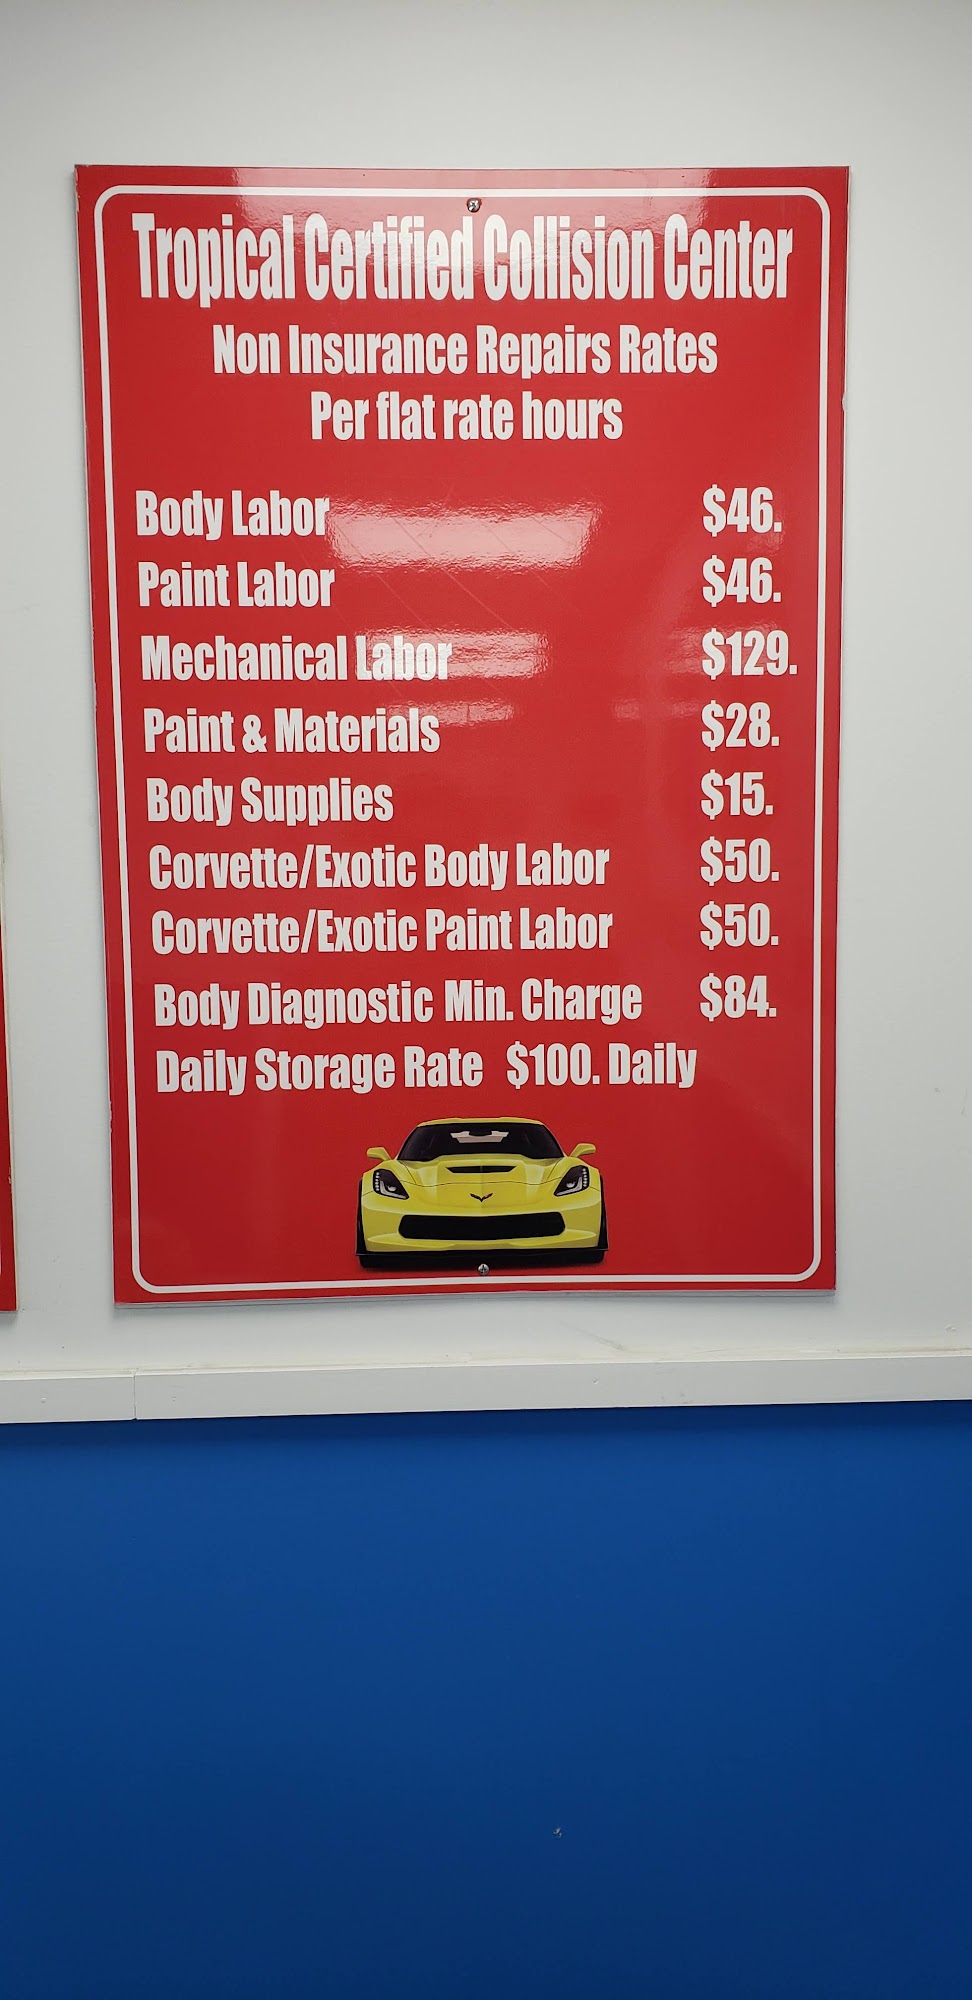 Tropical Certified Collision Center
Non Insurance Repairs Rates
Per flat rate hours
Body Labor $46.
Paint Labor $46.
Mechanical Labor $129.
Paint & Materials $28.
Body Supplies $15.
Corvette/Exotic Body Labor $50.
Corvette/Exotic Paint Labor $50.
Body Diagnostic Min. Charge $84.
Daily Storage Rate $100. Daily